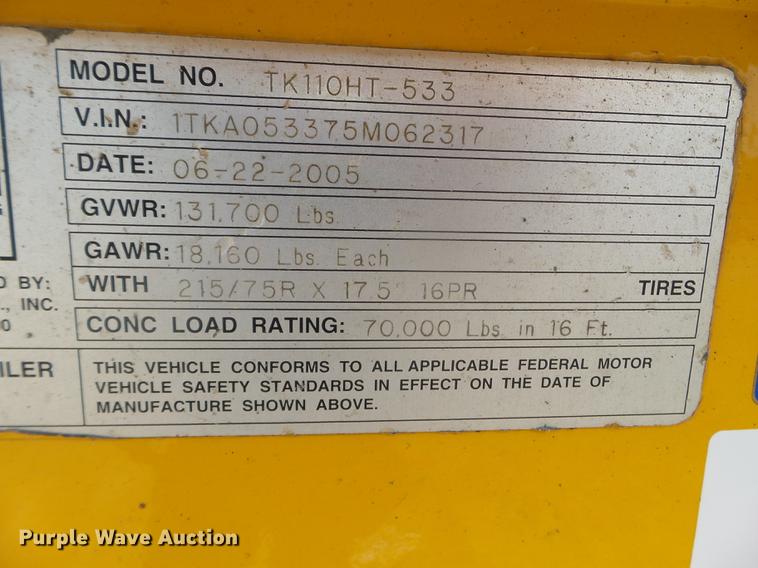 MODEL NO. TK110HT-533
V.I.N.: 1TKA053375M062317
DATE: 06-22-2005
GVWR: 131,700 Lbs.
GAWR: 18,160 Lbs. Each
WITH 215/75R X 17.5" 16PR TIRES
CONC LOAD RATING: 70,000 Lbs. in 16 Ft.
THIS VEHICLE CONFORMS TO ALL APPLICABLE FEDERAL MOTOR
VEHICLE SAFETY STANDARDS IN EFFECT ON THE DATE OF
MANUFACTURE SHOWN ABOVE.
BY:
INC.
Purple Wave Auction